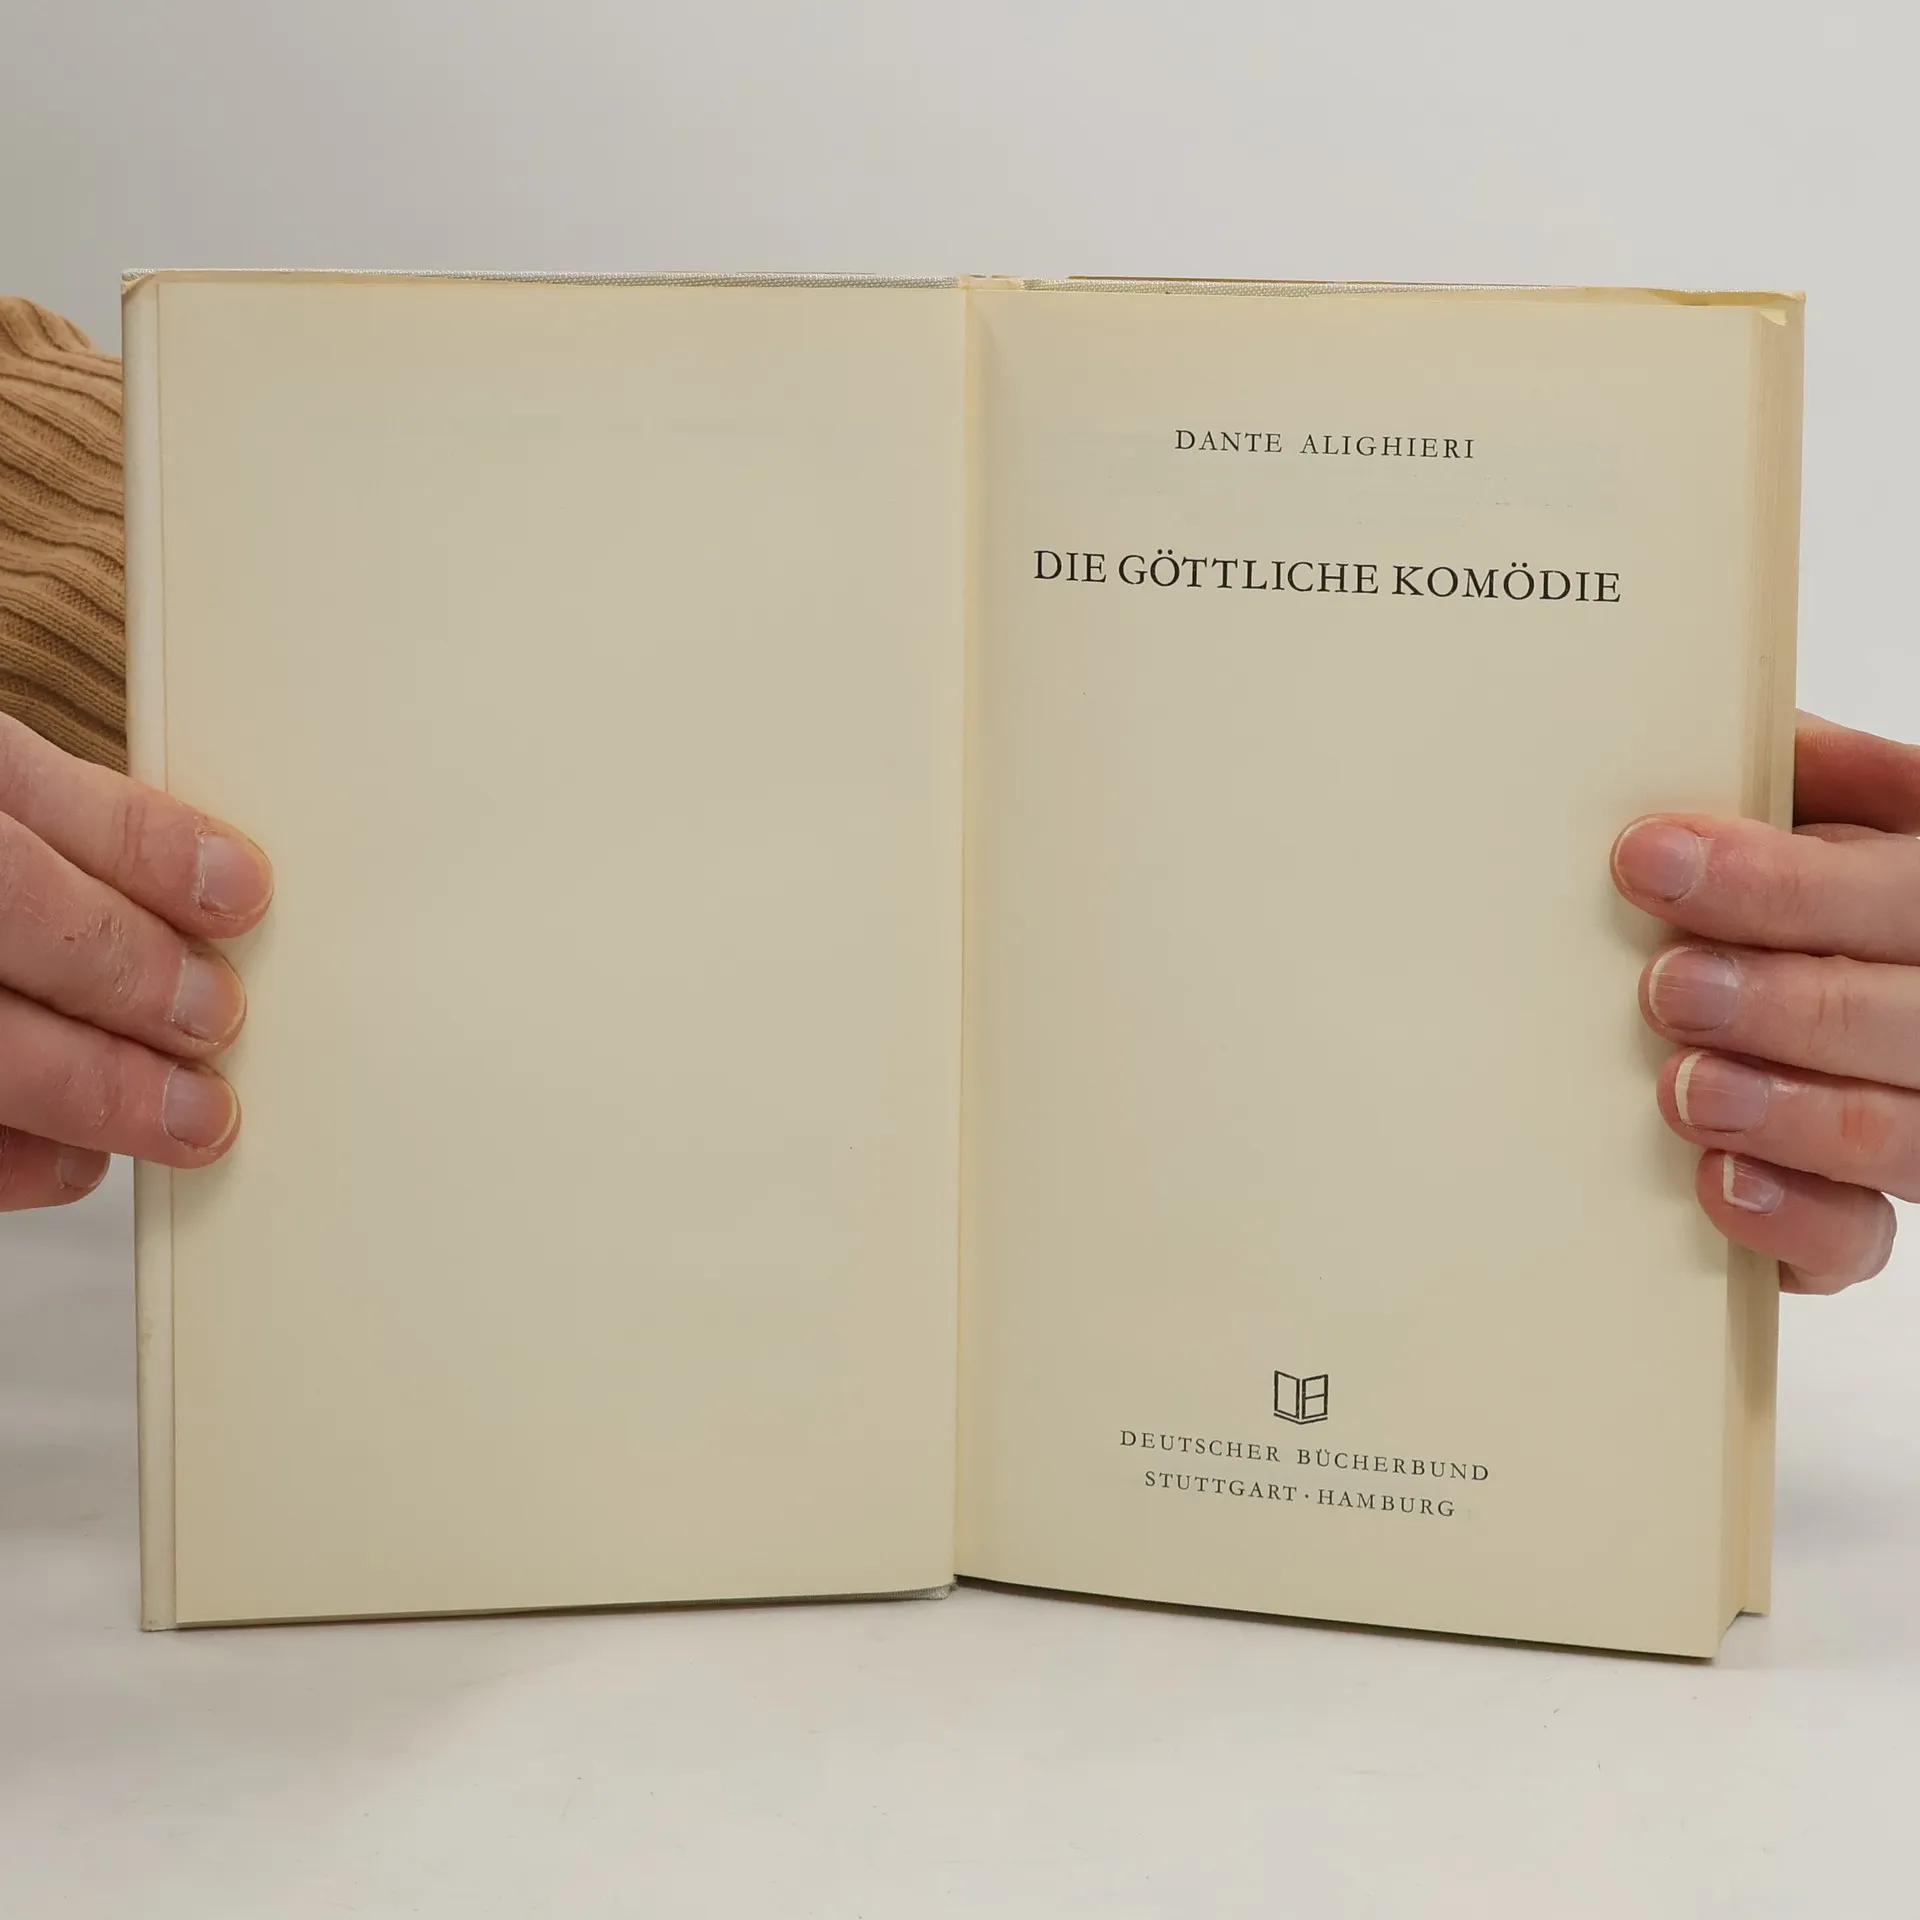 DANTE ALIGHIERI
DIE GÖTTLICHE KOMÖDIE
DEUTSCHER BÜCHERBUND
STUTTGART · HAMBURG